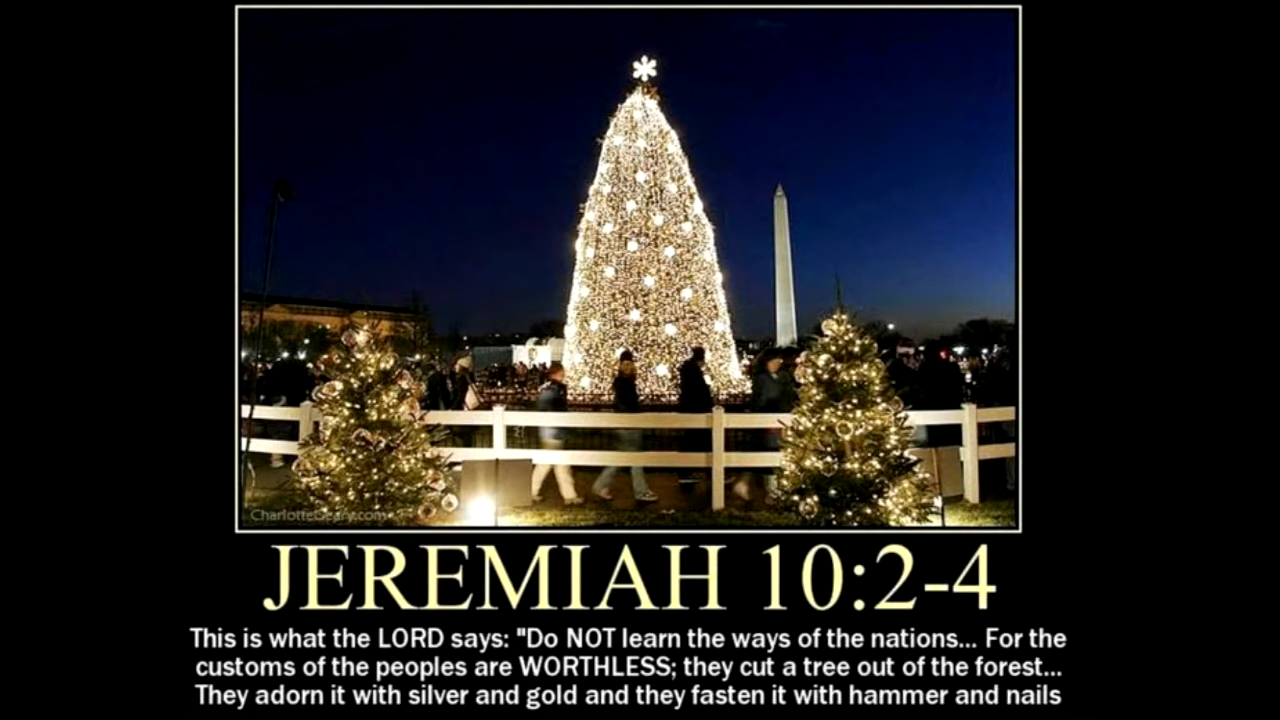 CharlotteGeary.com
JEREMIAH 10:2-4
This is what the LORD says: "Do NOT learn the ways of the nations... For the
customs of the peoples are WORTHLESS; they cut a tree out of the forest...
They adorn it with silver and gold and they fasten it with hammer and nails